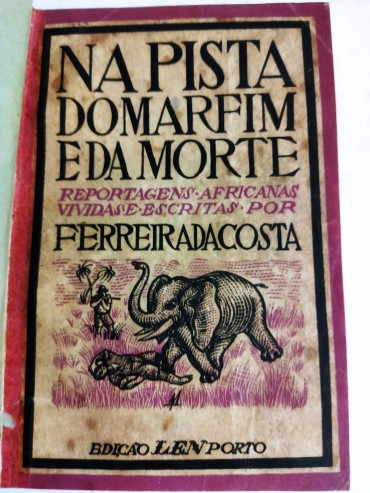 NA PISTA
DO MARFIM
E DA MORTE
REPORTAGENS · AFRICANAS
VIVIDAS E · ESCRITAS · POR
FERREIRA DA COSTA
EDIÇÃO LEN PORTO